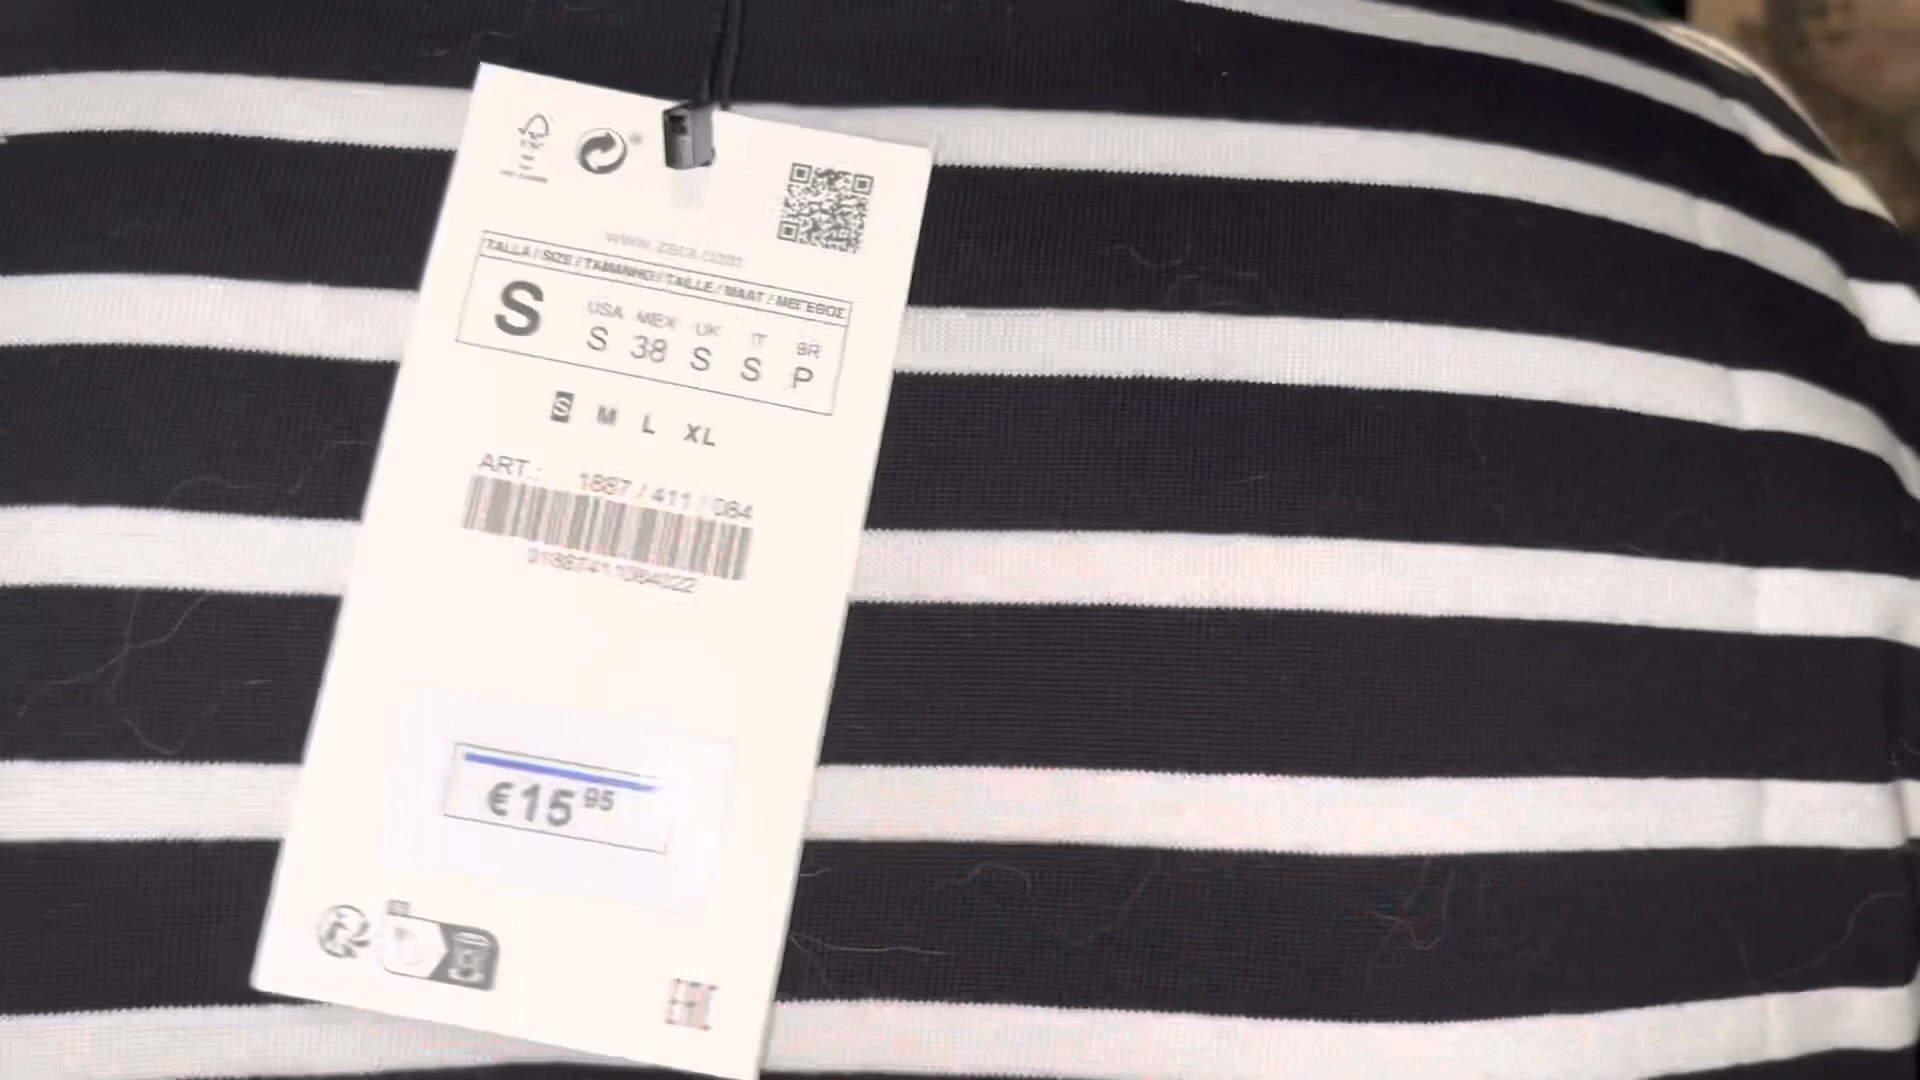 www.zara.com
TALLA / SIZE / TAMANHO / TAILLE / MAAT / ΜΕΓΕΘΟΣ
S
USA MEX UK IT BR
S 38 S S P
S M L XL
ART.: 1887 / 411 / 084
€15 95